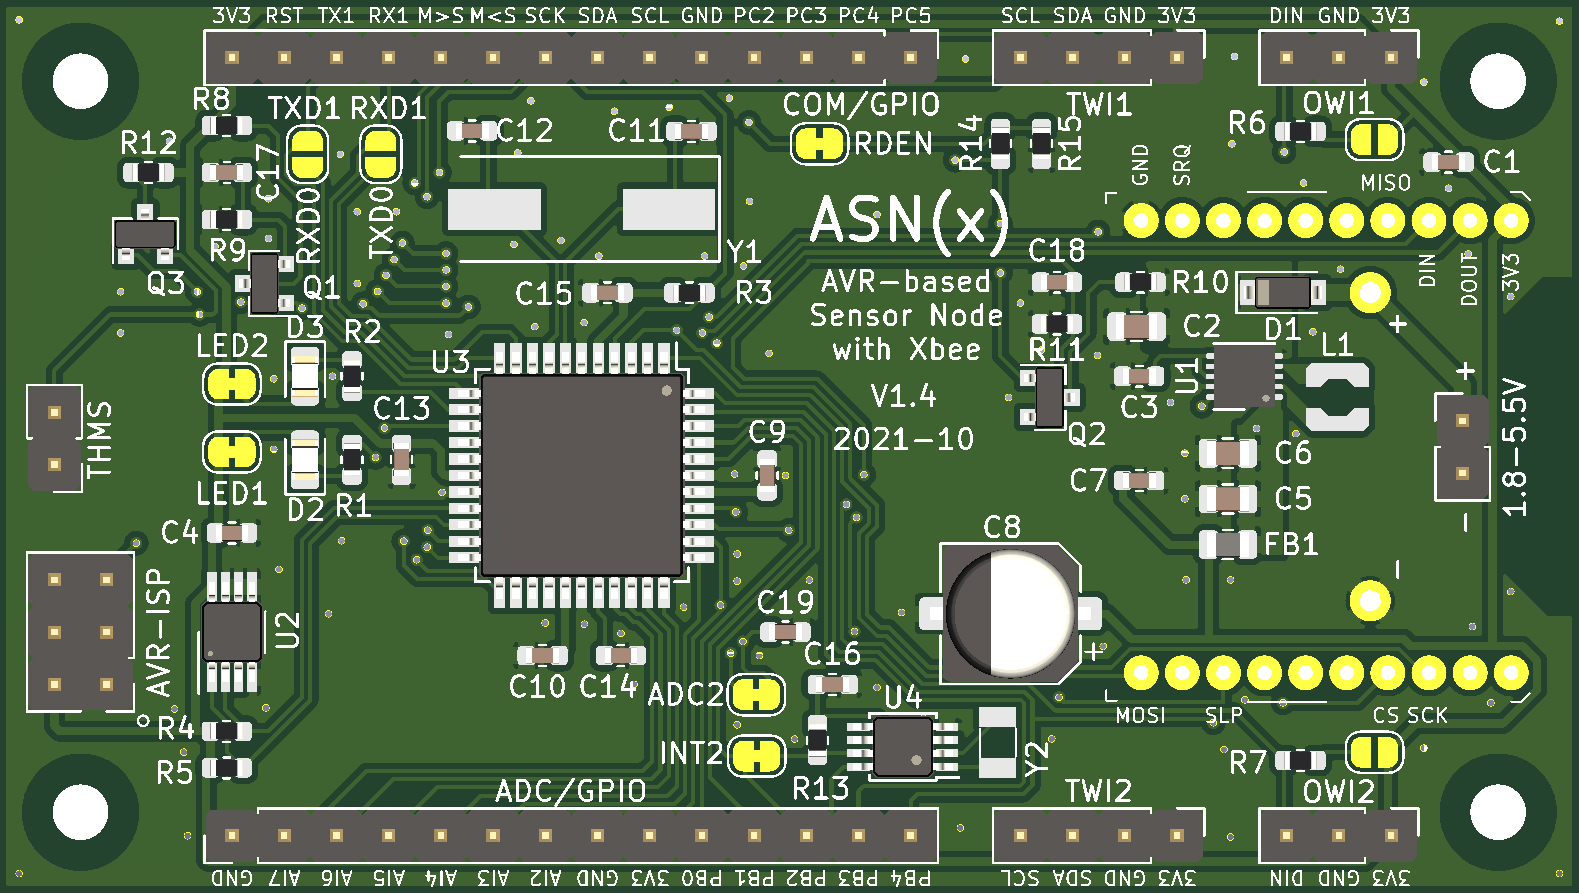 3V3 RST TX1 RX1 M>S M<S SCK SDA SCL GND PC2 PC3 PC4 PC5 SCL SDA GND 3V3 DIN GND 3V3
R8 TXD1 RXD1 COM/GPIO TWI1 OWI1
R12 C17 C12 C11 RDEN R14 R15 R6 C1
GND SRQ MISO
RXD0 TXD0 ASN(x)
R9 Y1 C18
Q3 Q1 C15 R3 AVR-based R10 DIN DOUT 3V3
D3 R2 Sensor Node C2 D1 +
LED2 U3 with Xbee R11 L1
V1.4 U1 +
THMS C13 C9 2021-10 C3 Q2 1.8-5.5V
LED1 D2 R1 C7 C6
C5
C4 C8 FB1 -
AVR-ISP U2 C19 -
C16 +
C10 C14 ADC2 U4 MOSI SLP CS SCK
R4 INT2 Y2 R7
R5 ADC/GPIO R13 TWI2 OWI2
GND AI7 AI6 AI5 AI4 AI3 AI2 GND 3V3 PB0 PB1 PB2 PB3 PB4 SCL SDA GND 3V3 DIN GND 3V3